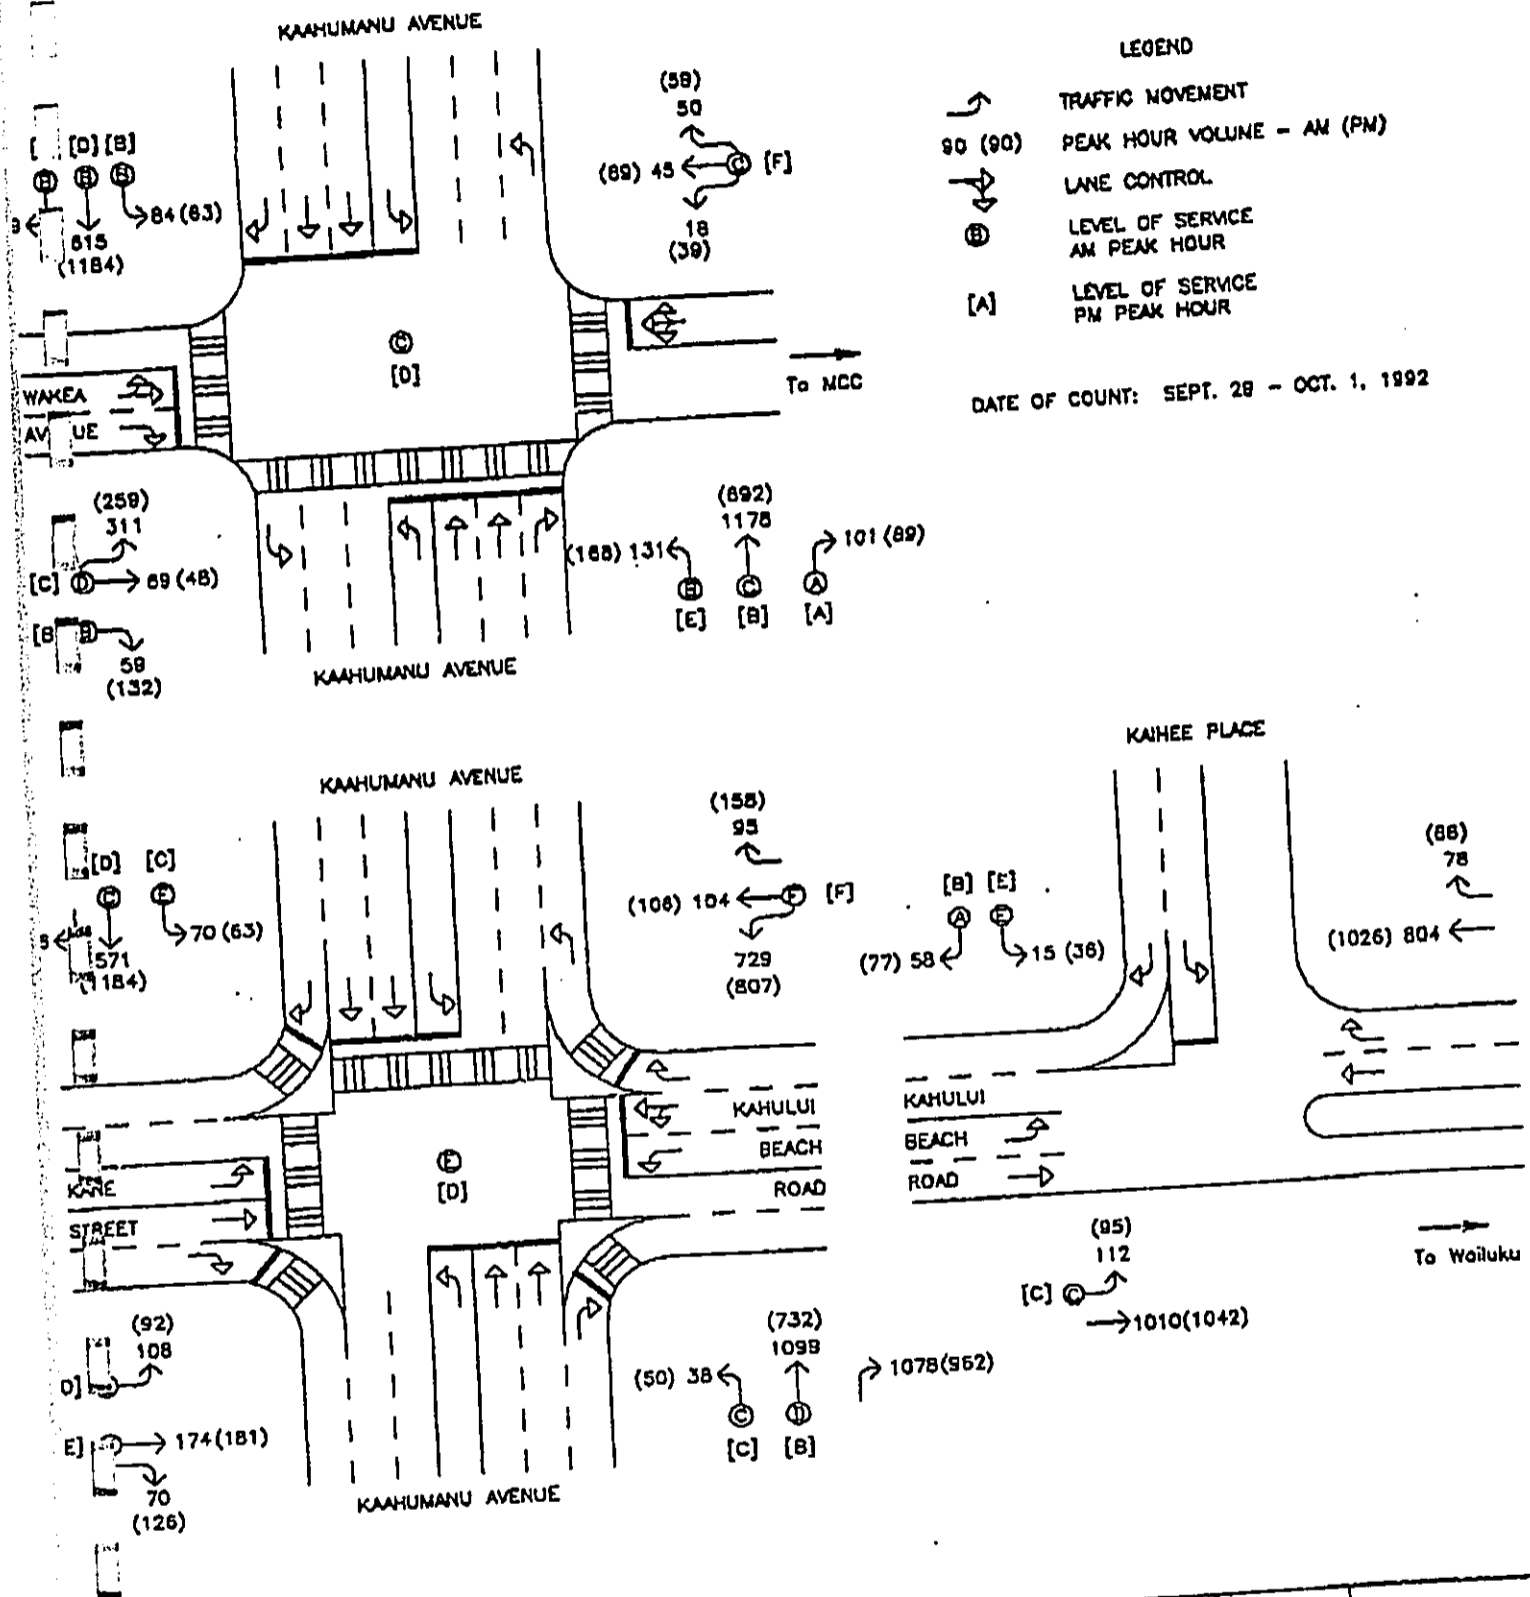 KAAHUMANU AVENUE
LEGEND
TRAFFIC MOVEMENT
90 (90) PEAK HOUR VOLUNE - AM (PM)
LANE CONTROL
B LEVEL OF SERVICE
AM PEAK HOUR
[A] LEVEL OF SERVICE
PM PEAK HOUR
DATE OF COUNT: SEPT. 29 - OCT. 1, 1992
[D] [B]
84 (63)
615
(1184)
(59)
50
(89) 45 C [F]
18
(39)
C
[D]
To MCC
WAKEA
(259)
311
[C] D 69 (48)
59
(132)
(692)
1178
(168) 131
101 (89)
B C A
[E] [B] [A]
KAAHUMANU AVENUE
KAAHUMANU AVENUE
KAIHEE PLACE
[D] [C]
C E
70 (63)
571
(1184)
(158)
95
(106) 104 F [F]
729
(807)
[B] [E]
A E
(77) 58
15 (36)
(88)
78
(1026) 804
KAHULUI
BEACH
ROAD
KAHULUI
BEACH
ROAD
E
[D]
KANE
STREET
To Wailuku
(95)
112
[C] C
1010(1042)
(92)
108
174(181)
70
(126)
(732)
1098
(50) 38
1078(952)
C D
[C] [B]
KAAHUMANU AVENUE